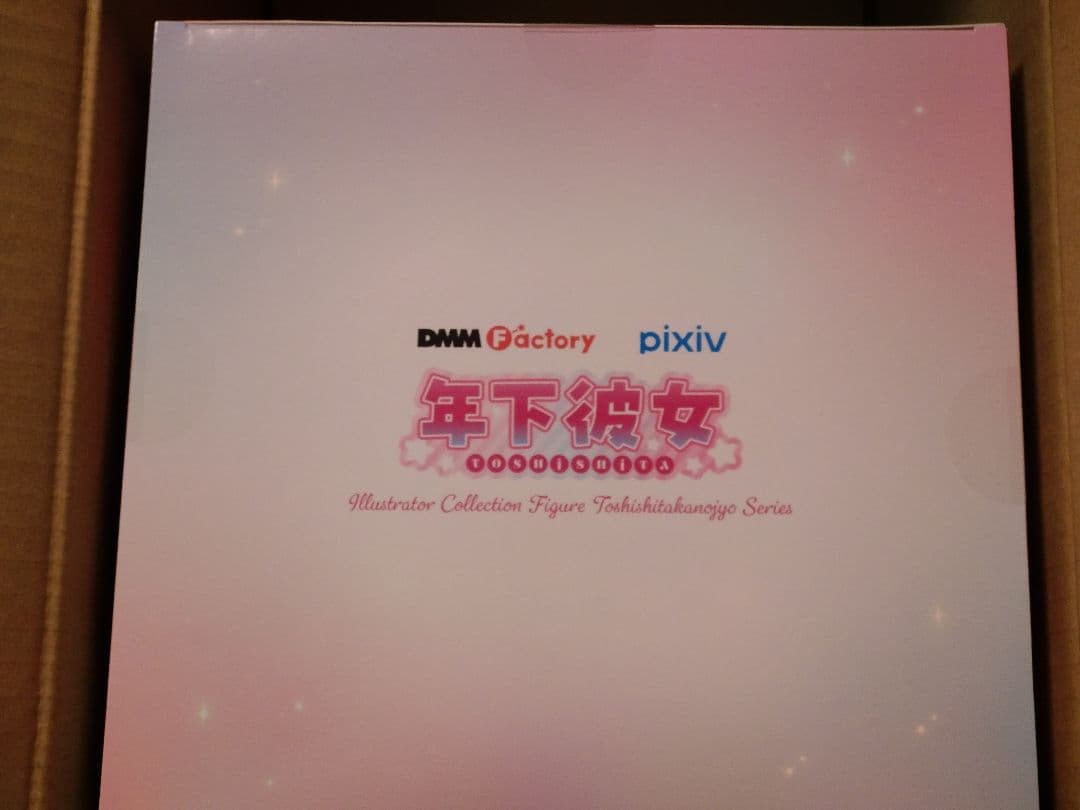 DMM Factory pixiv
年下彼女
TOSHISHITA
Illustrator Collection Figure Toshishitakanojyo Series